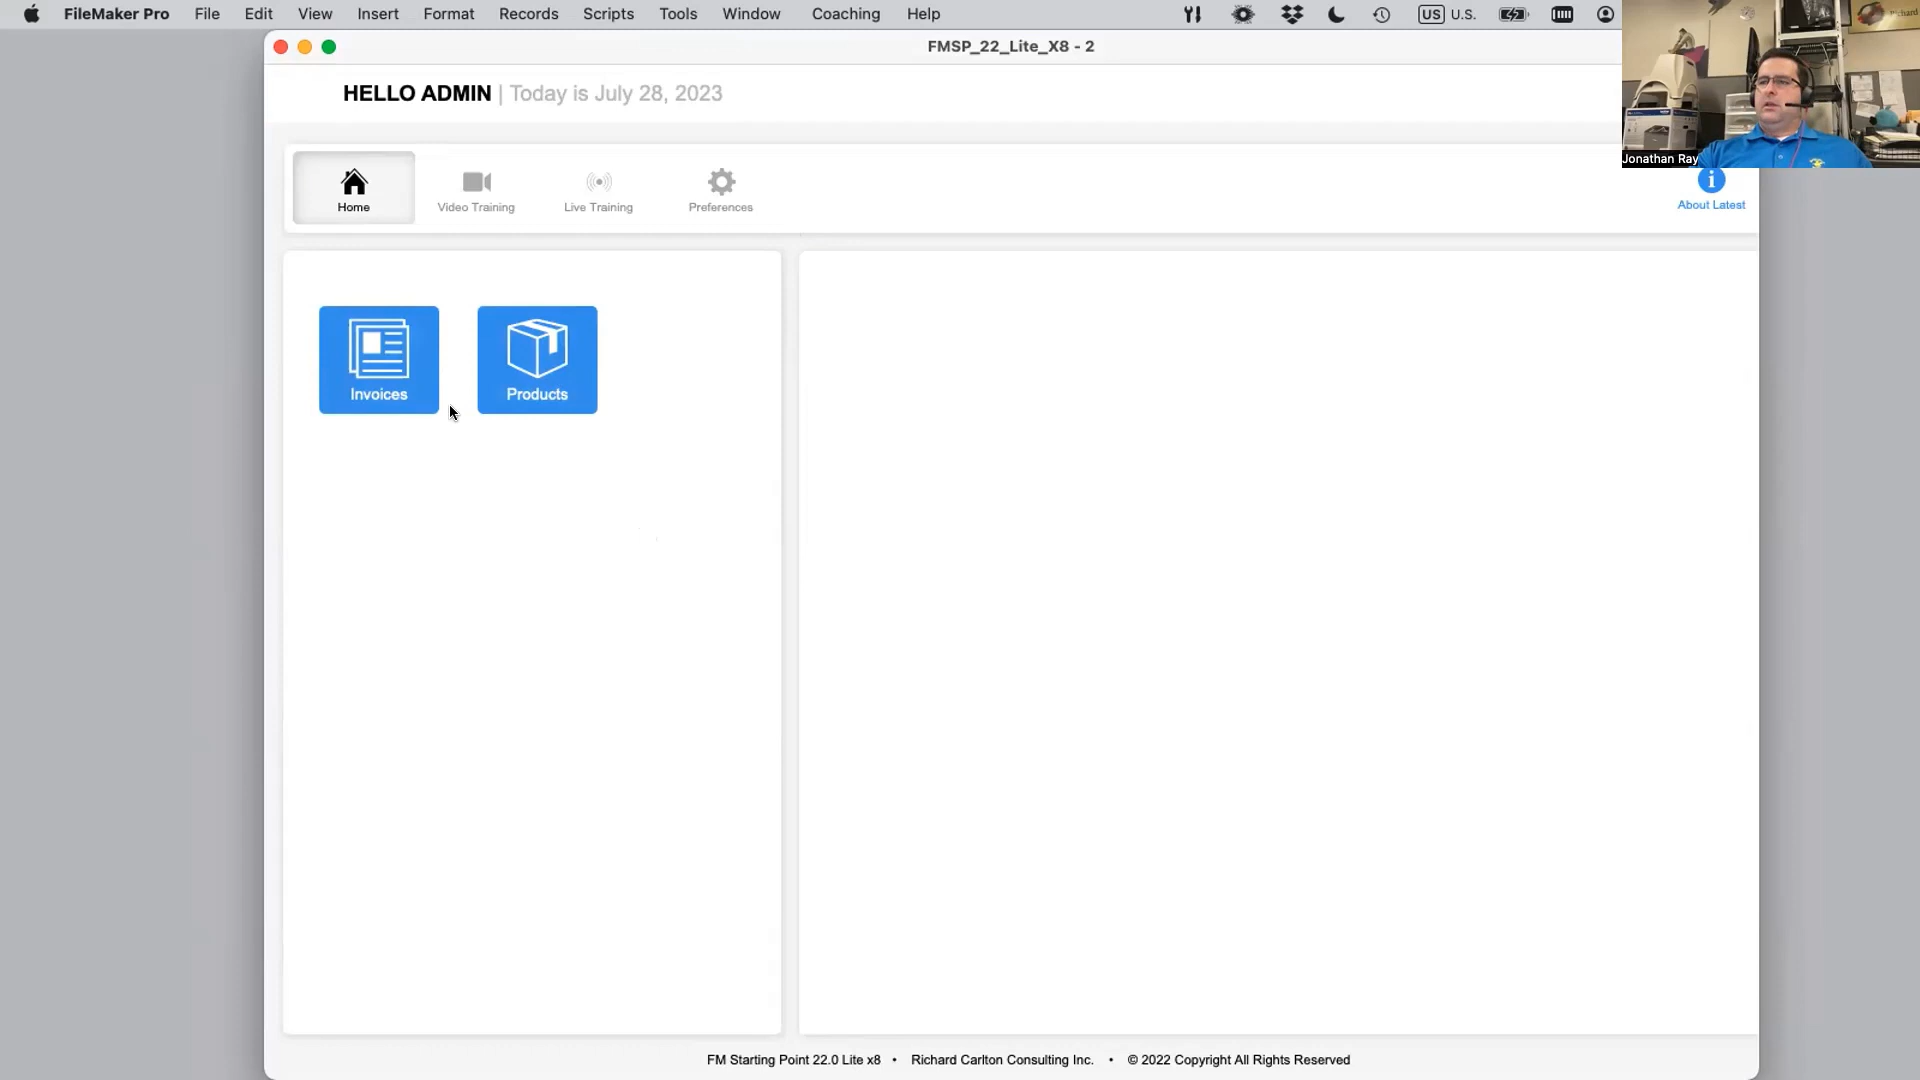 FileMaker Pro File Edit View Insert Format Records Scripts Tools Window Coaching Help US U.S.
FMSP_22_Lite_X8 - 2
HELLO ADMIN | Today is July 28, 2023
Jonathan Ray
Home Video Training Live Training Preferences About Latest
Invoices Products
FM Starting Point 22.0 Lite x8 • Richard Carlton Consulting Inc. • © 2022 Copyright All Rights Reserved